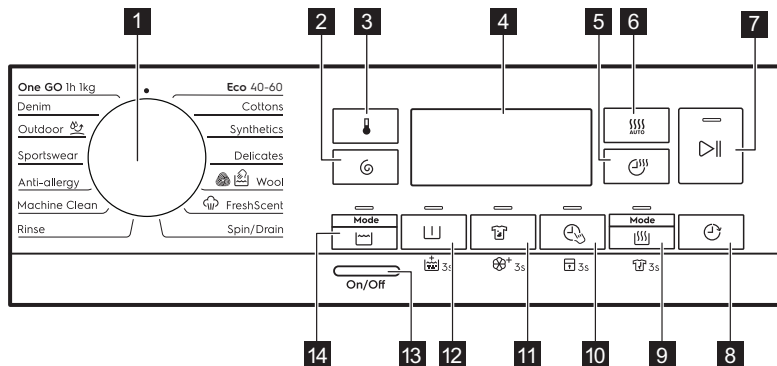 1
2
3
4
5
6
7
One GO 1h 1kg
Eco 40-60
Denim
Cottons
Outdoor
Synthetics
Sportswear
Delicates
Anti-allergy
Wool
Machine Clean
FreshScent
Rinse
Spin/Drain
AUTO
Mode
Mode
3s
3s
3s
3s
On/Off
14
13
12
11
10
9
8